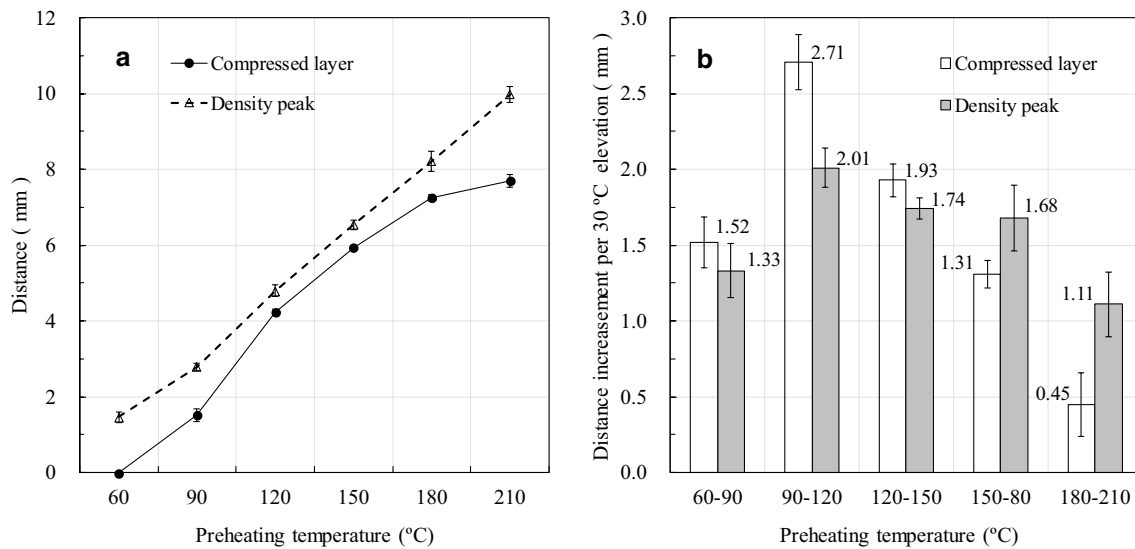 a
Compressed layer
Density peak
12
10
8
6
4
2
0
Distance ( mm )
60 90 120 150 180 210
Preheating temperature (ºC)
b
Compressed layer
Density peak
3.0
2.5
2.0
1.5
1.0
0.5
0.0
Distance increasement per 30 ºC elevation ( mm )
1.52
1.33
2.71
2.01
1.93
1.74
1.31
1.68
0.45
1.11
60-90 90-120 120-150 150-80 180-210
Preheating temperature (ºC)